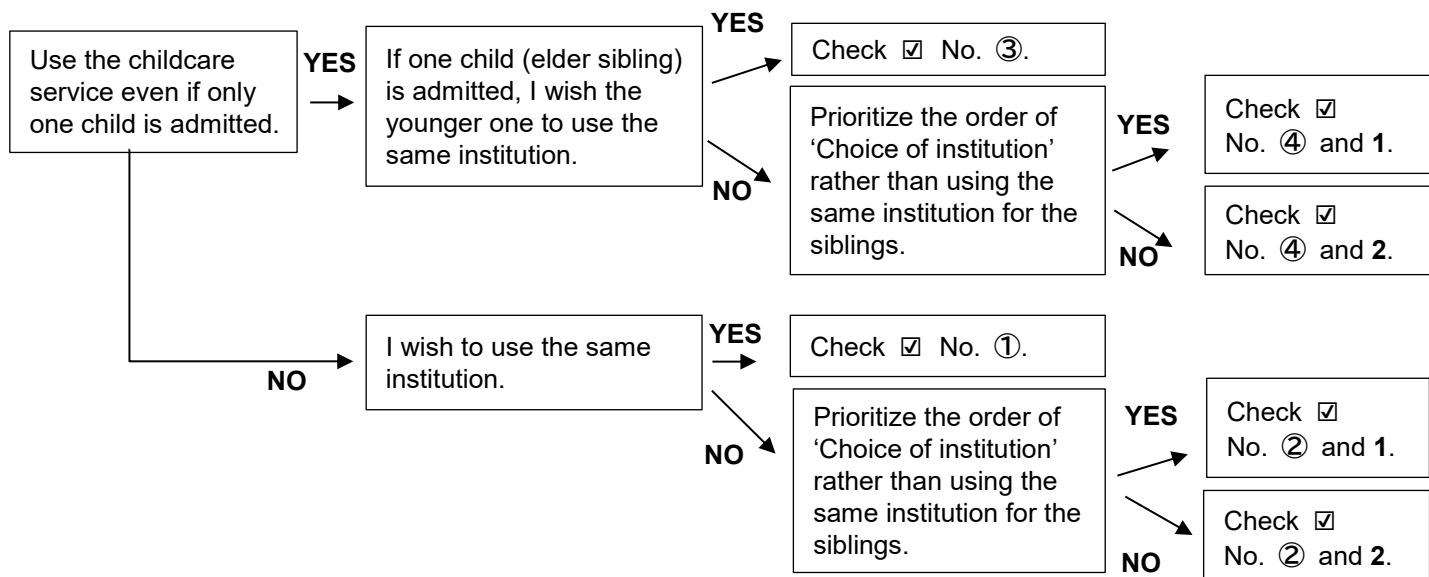 Use the childcare
service even if only
one child is admitted.
YES
If one child (elder sibling)
is admitted, I wish the
younger one to use the
same institution.
YES
Check ☑ No. ③.
NO
Prioritize the order of
‘Choice of institution’
rather than using the
same institution for the
siblings.
YES
Check ☑
No. ④ and 1.
NO
Check ☑
No. ④ and 2.
NO
I wish to use the same
institution.
YES
Check ☑ No. ①.
NO
Prioritize the order of
‘Choice of institution’
rather than using the
same institution for the
siblings.
YES
Check ☑
No. ② and 1.
NO
Check ☑
No. ② and 2.